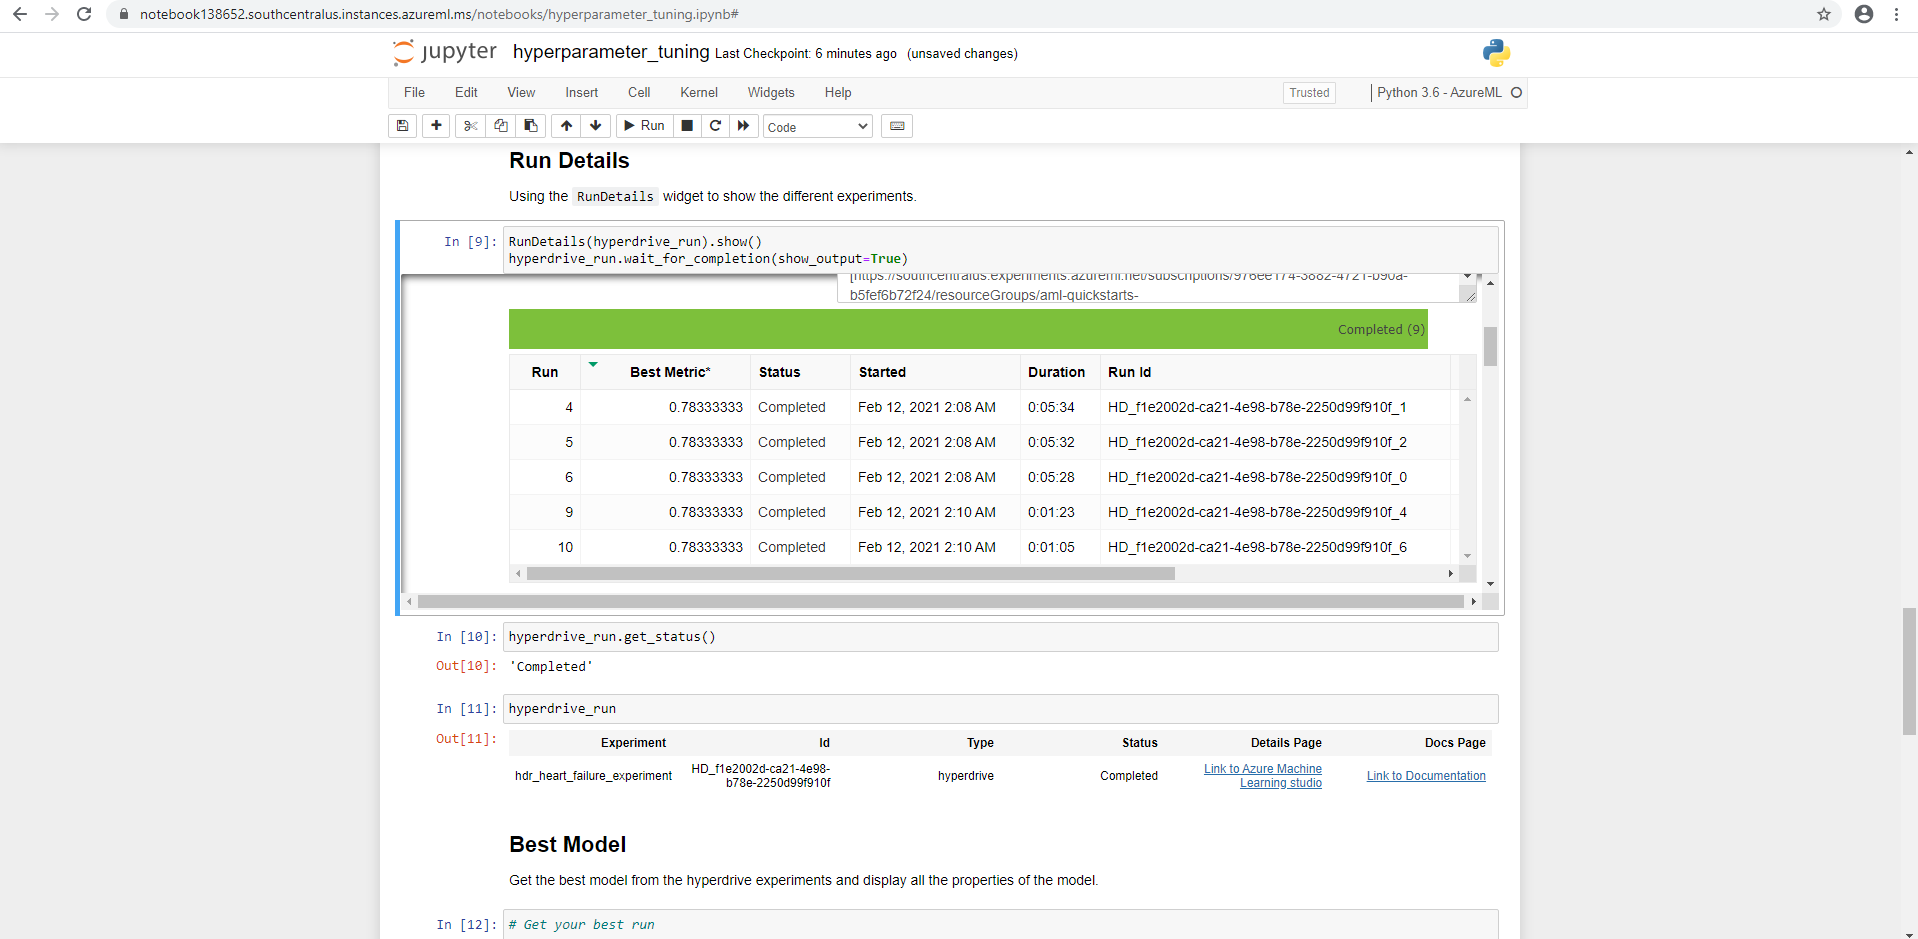 notebook138652.southcentralus.instances.azureml.ms/notebooks/hyperparameter_tuning.ipynb#
jupyter hyperparameter_tuning Last Checkpoint: 6 minutes ago (unsaved changes)
File Edit View Insert Cell Kernel Widgets Help Trusted Python 3.6 - AzureML
Run Code
Run Details
Using the RunDetails widget to show the different experiments.
In [9]: RunDetails(hyperdrive_run).show()
hyperdrive_run.wait_for_completion(show_output=True)
[https://southcentralus.experiments.azureml.net/subscriptions/976ee174-3882-4721-b90a-
b5fef6b72f24/resourceGroups/aml-quickstarts-
Completed (9)
Run Best Metric* Status Started Duration Run Id
4 0.78333333 Completed Feb 12, 2021 2:08 AM 0:05:34 HD_f1e2002d-ca21-4e98-b78e-2250d99f910f_1
5 0.78333333 Completed Feb 12, 2021 2:08 AM 0:05:32 HD_f1e2002d-ca21-4e98-b78e-2250d99f910f_2
6 0.78333333 Completed Feb 12, 2021 2:08 AM 0:05:28 HD_f1e2002d-ca21-4e98-b78e-2250d99f910f_0
9 0.78333333 Completed Feb 12, 2021 2:10 AM 0:01:23 HD_f1e2002d-ca21-4e98-b78e-2250d99f910f_4
10 0.78333333 Completed Feb 12, 2021 2:10 AM 0:01:05 HD_f1e2002d-ca21-4e98-b78e-2250d99f910f_6
In [10]: hyperdrive_run.get_status()
Out[10]: 'Completed'
In [11]: hyperdrive_run
Out[11]:
Experiment Id Type Status Details Page Docs Page
hdr_heart_failure_experiment HD_f1e2002d-ca21-4e98-
b78e-2250d99f910f hyperdrive Completed Link to Azure Machine
Learning studio Link to Documentation
Best Model
Get the best model from the hyperdrive experiments and display all the properties of the model.
In [12]: # Get your best run